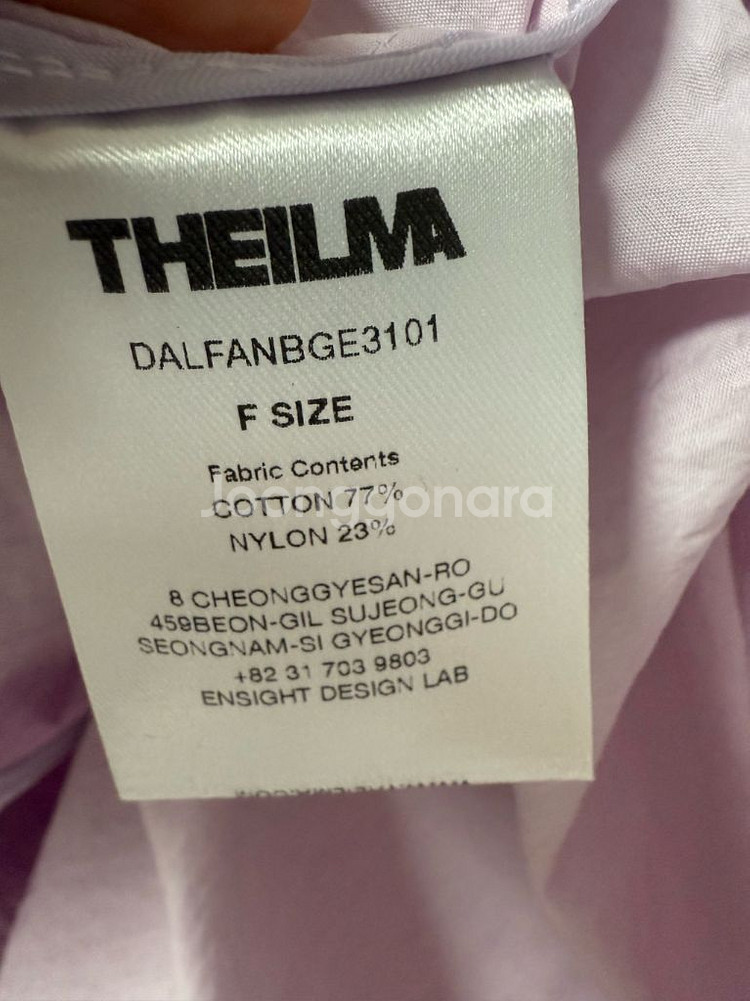 THEILMA
DALFANBGE3101
F SIZE
Fabric Contents
COTTON 77%
Joonggonara
NYLON 23%
8 CHEONGGYESAN-RO
459BEON-GIL SUJEONG-GU
SEONGNAM-SI GYEONGGI-DO
+82 31 703 9803
ENSIGHT DESIGN LAB